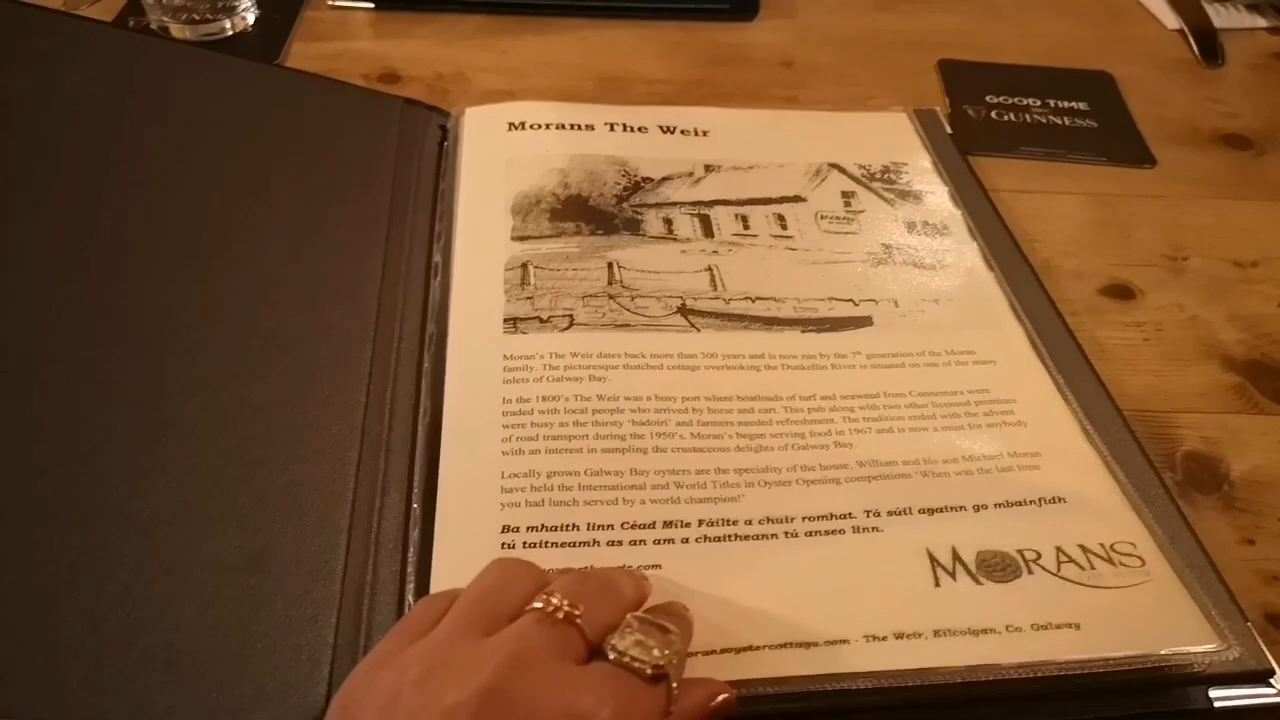 GOOD TIME
GUINNESS
Morans The Weir
MORANS
Moran's The Weir dates back more than 300 years and is now run by the 7th generation of the Moran
family. The picturesque thatched cottage overlooking the Dunkellin River is situated on one of the many
inlets of Galway Bay.
In the 1800's The Weir was a busy port where boatloads of turf and seaweed from Connemara were
traded with local people who arrived by horse and cart. This pub along with two other licensed premises
were busy as the thirsty 'bádoirí' and farmers needed refreshment. The tradition ended with the advent
of road transport during the 1950's. Moran's began serving food in 1967 and is now a must for anybody
with an interest in sampling the crustaceous delights of Galway Bay.
Locally grown Galway Bay oysters are the speciality of the house. William and his son Michael Moran
have held the International and World Titles in Oyster Opening competitions 'When was the last time
you had lunch served by a world champion!'
Ba mhaith linn Céad Míle Fáilte a chuir romhat. Tá súil againn go mbainfidh
tú taitneamh as an am a chaitheann tú anseo linn.
MORANS
oransoystercottage.com - The Weir, Kilcolgan, Co. Galway